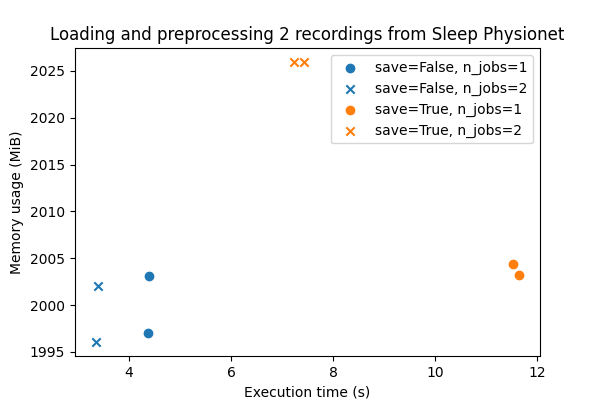 Loading and preprocessing 2 recordings from Sleep Physionet
save=False, n_jobs=1
save=False, n_jobs=2
save=True, n_jobs=1
save=True, n_jobs=2
Memory usage (MiB)
2025
2020
2015
2010
2005
2000
1995
4 6 8 10 12
Execution time (s)